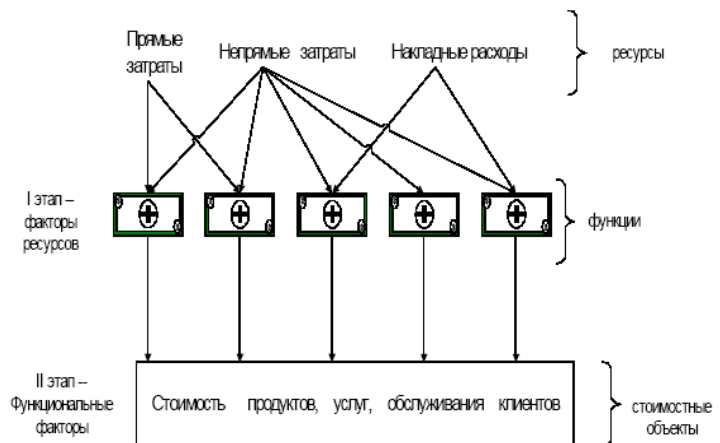 Прямые
затраты
Непрямые затраты
Накладные расходы
ресурсы
I этап –
факторы
ресурсов
функции
II этап –
Функциональные
факторы
Стоимость продуктов, услуг, обслуживания клиентов
стоимостные
объекты